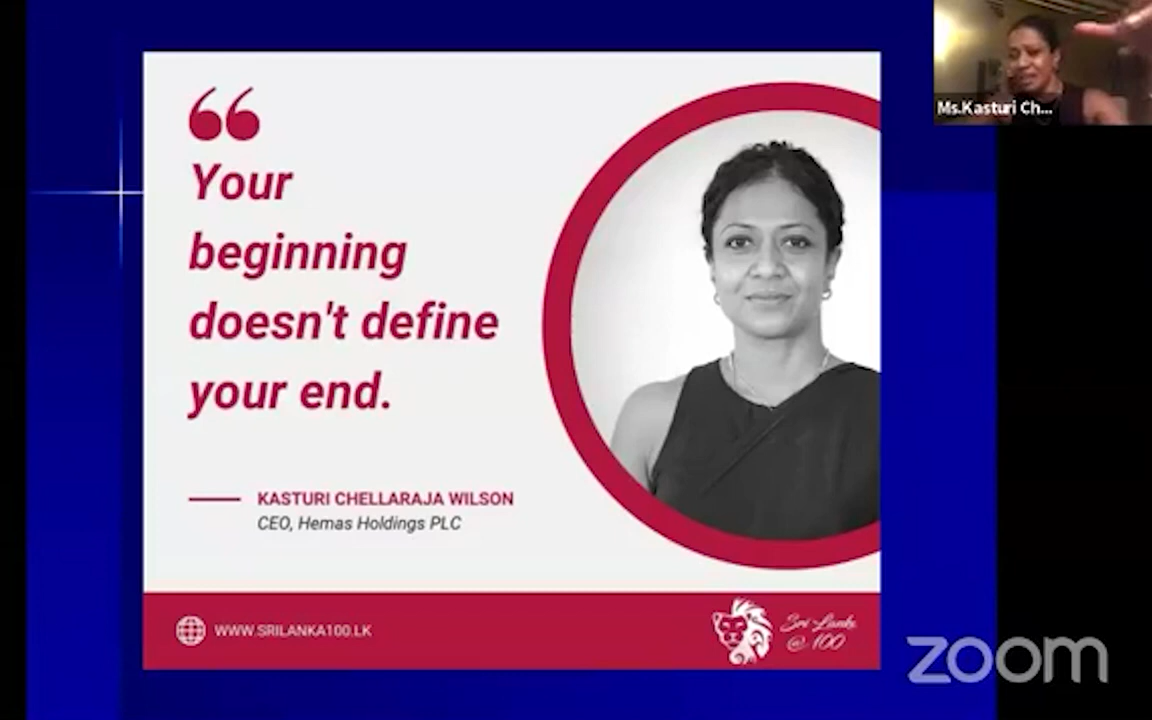 Ms.Kasturi Ch...
Your
beginning
doesn't define
your end.
KASTURI CHELLARAJA WILSON
CEO, Hemas Holdings PLC
WWW.SRILANKA100.LK
Sri Lanka
@ 100
zoom